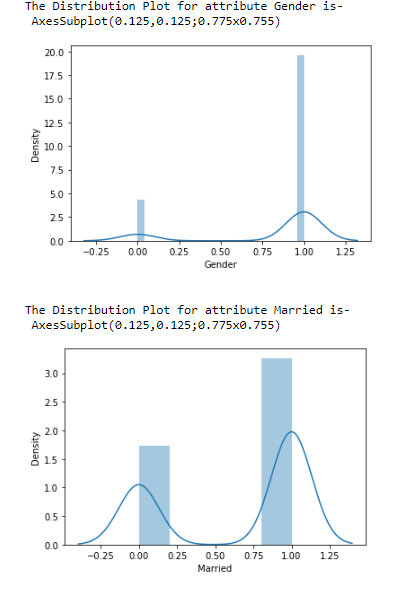 The Distribution Plot for attribute Gender is-
AxesSubplot(0.125,0.125;0.775x0.755)
20.0
17.5
15.0
12.5
10.0
7.5
5.0
2.5
0.0
Density
−0.25 0.00 0.25 0.50 0.75 1.00 1.25
Gender
The Distribution Plot for attribute Married is-
AxesSubplot(0.125,0.125;0.775x0.755)
3.0
2.5
2.0
1.5
1.0
0.5
0.0
Density
−0.25 0.00 0.25 0.50 0.75 1.00 1.25
Married